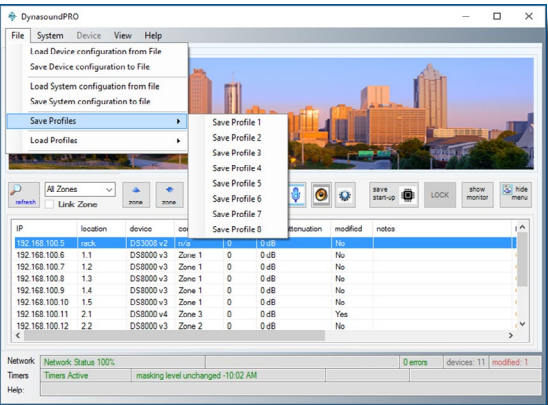 DynasoundPRO
File System Device View Help
Load Device configuration from File
Save Device configuration to File
Load System configuration from file
Save System configuration to file
Save Profiles
Load Profiles
Save Profile 1
Save Profile 2
Save Profile 3
Save Profile 4
Save Profile 5
Save Profile 6
Save Profile 7
Save Profile 8
refresh All Zones Link Zone zone zone save start-up LOCK show monitor hide menu
IP location device modified notes
192.168.100.5 rack DS3008 v2 n/a 0 0 dB No
192.168.100.6 1.1 DS8000 v3 Zone 1 0 0 dB No
192.168.100.7 1.2 DS8000 v3 Zone 1 0 0 dB No
192.168.100.8 1.3 DS8000 v3 Zone 1 0 0 dB No
192.168.100.9 1.4 DS8000 v3 Zone 1 0 0 dB No
192.168.100.10 1.5 DS8000 v3 Zone 1 0 0 dB No
192.168.100.11 2.1 DS8000 v4 Zone 3 0 0 dB Yes
192.168.100.12 2.2 DS8000 v3 Zone 2 0 0 dB No
Network Network Status 100% 0 errors devices: 11 modified: 1
Timers Timers Active masking level unchanged -10:02 AM
Help: